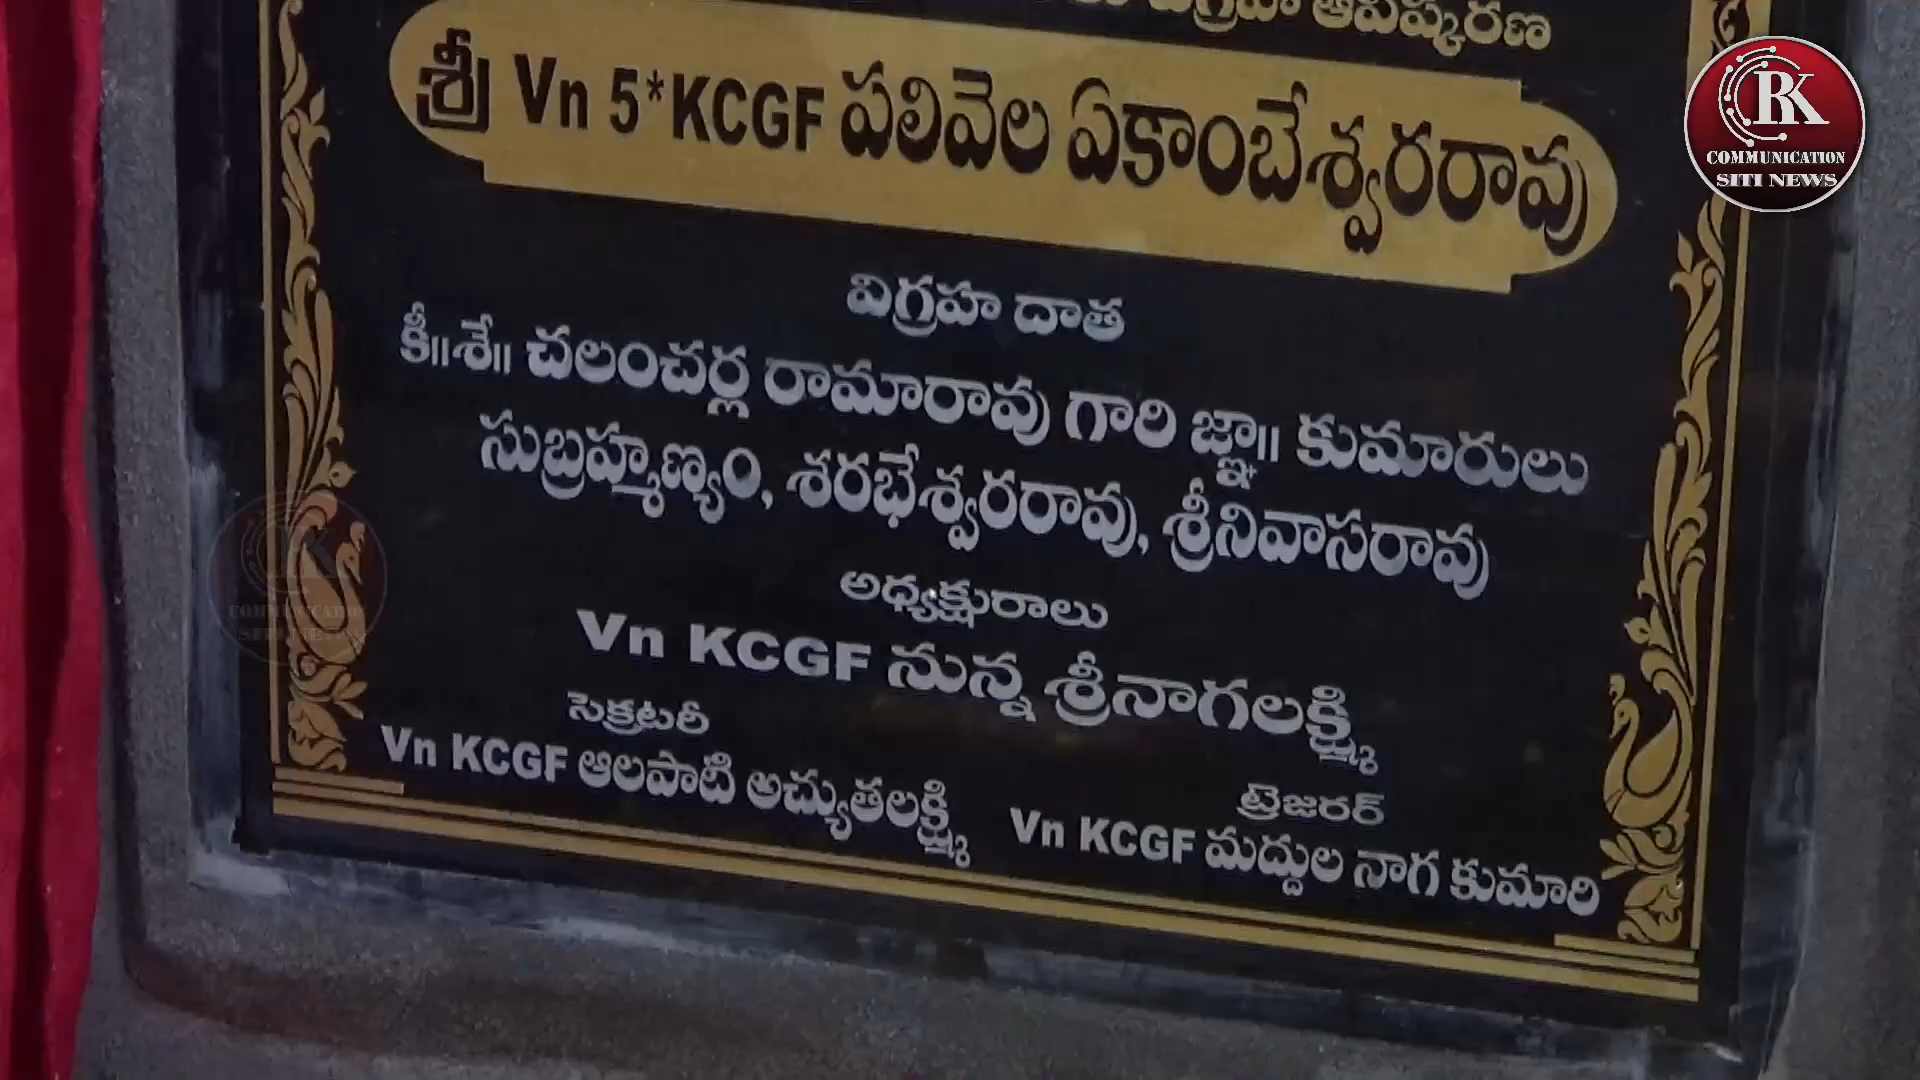 విగ్రహ ఆవిష్కరణ
శ్రీ Vn 5*KCGF పలివెల ఏకాంబేశ్వరరావు
విగ్రహ దాత
కీ॥శే॥ చలంచర్ల రామారావు గారి జ్ఞా॥ కుమారులు
సుబ్రహ్మణ్యం, శరభేశ్వరరావు, శ్రీనివాసరావు
అధ్యక్షురాలు
Vn KCGF నున్న శ్రీనాగలక్ష్మి
సెక్రటరీ
Vn KCGF ఆలపాటి అచ్యుతలక్ష్మి
ట్రెజరర్
Vn KCGF మద్దుల నాగ కుమారి
RK
COMMUNICATION
SITI NEWS